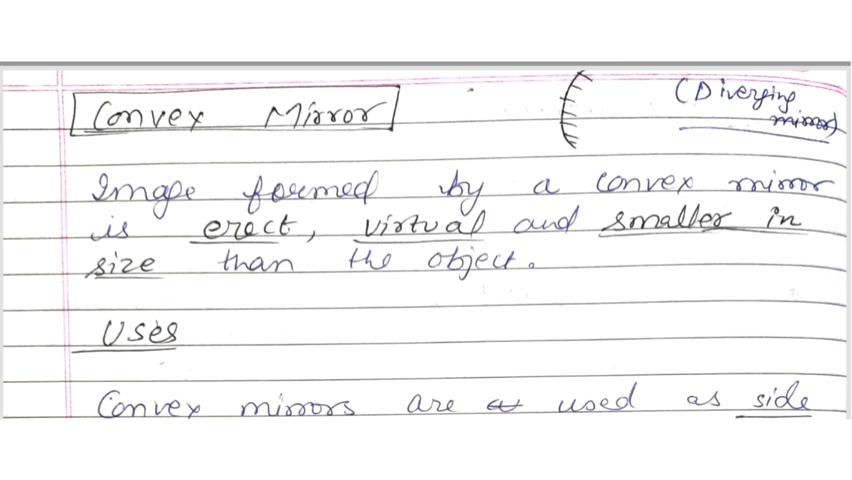 Convex Mirror
(Diverging
mirror)
Image formed by a convex mirror
is erect, virtual and smaller in
size than the object.
Uses
Convex mirrors are used as side